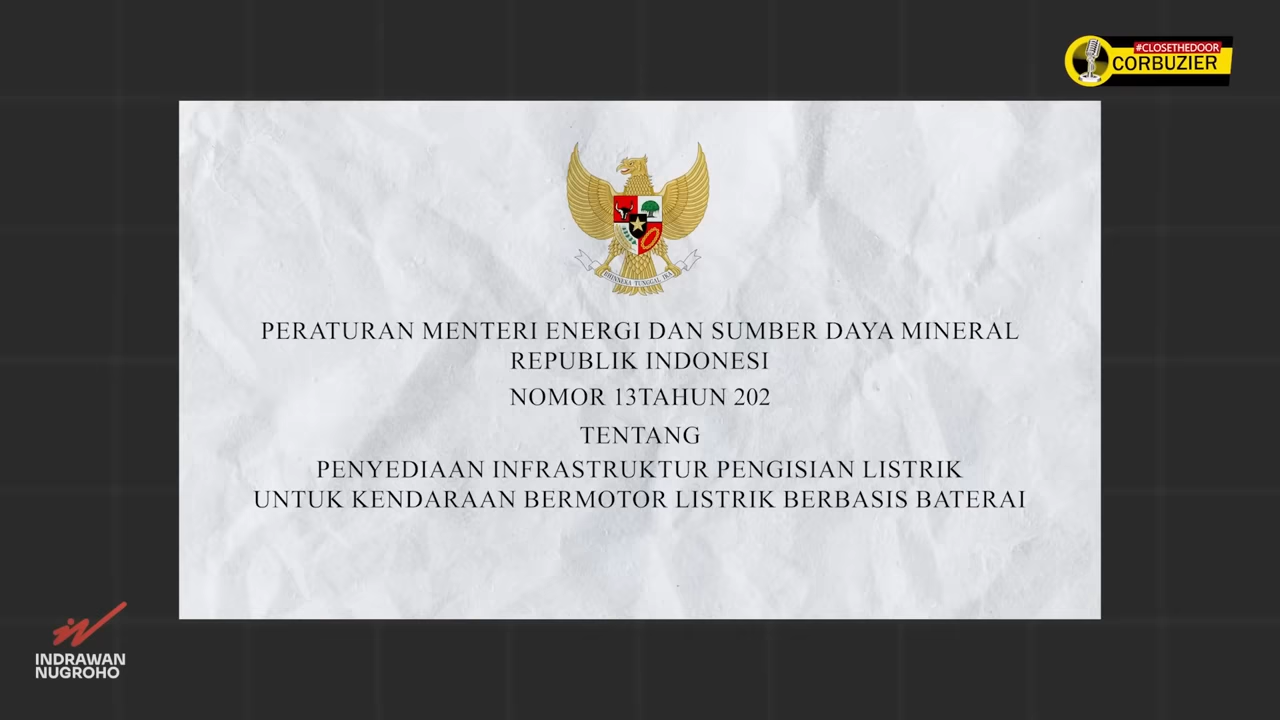 #CLOSETHEDOOR
CORBUZIER
BHINNEKA TUNGGAL IKA
PERATURAN MENTERI ENERGI DAN SUMBER DAYA MINERAL
REPUBLIK INDONESI
NOMOR 13TAHUN 202
TENTANG
PENYEDIAAN INFRASTRUKTUR PENGISIAN LISTRIK
UNTUK KENDARAAN BERMOTOR LISTRIK BERBASIS BATERAI
INDRAWAN
NUGROHO